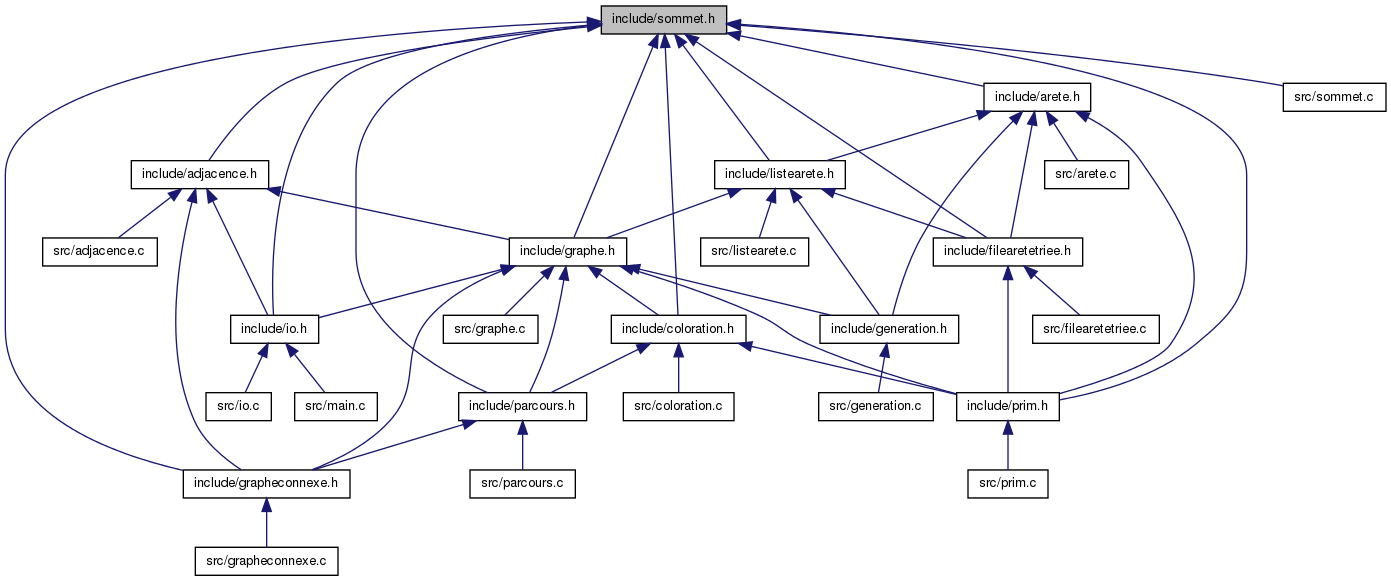 include/sommet.h
include/arete.h
src/sommet.c
include/adjacence.h
include/listearete.h
src/arete.c
src/adjacence.c
include/graphe.h
src/listearete.c
include/filearetetriee.h
include/io.h
src/graphe.c
include/coloration.h
include/generation.h
src/filearetetriee.c
src/io.c
src/main.c
include/parcours.h
src/coloration.c
src/generation.c
include/prim.h
include/grapheconnexe.h
src/parcours.c
src/prim.c
src/grapheconnexe.c